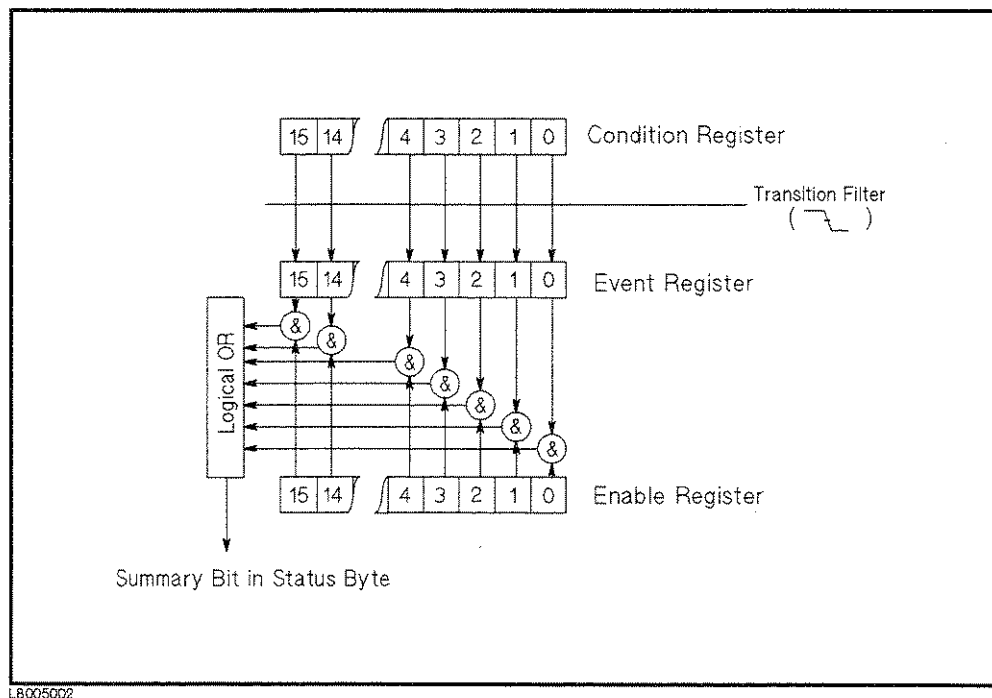 15 14 4 3 2 1 0 Condition Register
Transition Filter
( )
15 14 4 3 2 1 0 Event Register
& & & & & & &
Logical OR
15 14 4 3 2 1 0 Enable Register
Summary Bit in Status Byte
L8005002